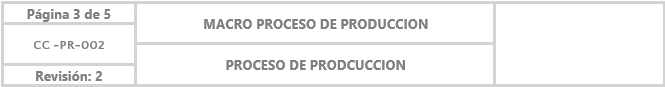 Página 3 de 5
MACRO PROCESO DE PRODUCCION
CC -PR-002
PROCESO DE PRODCUCCION
Revisión: 2